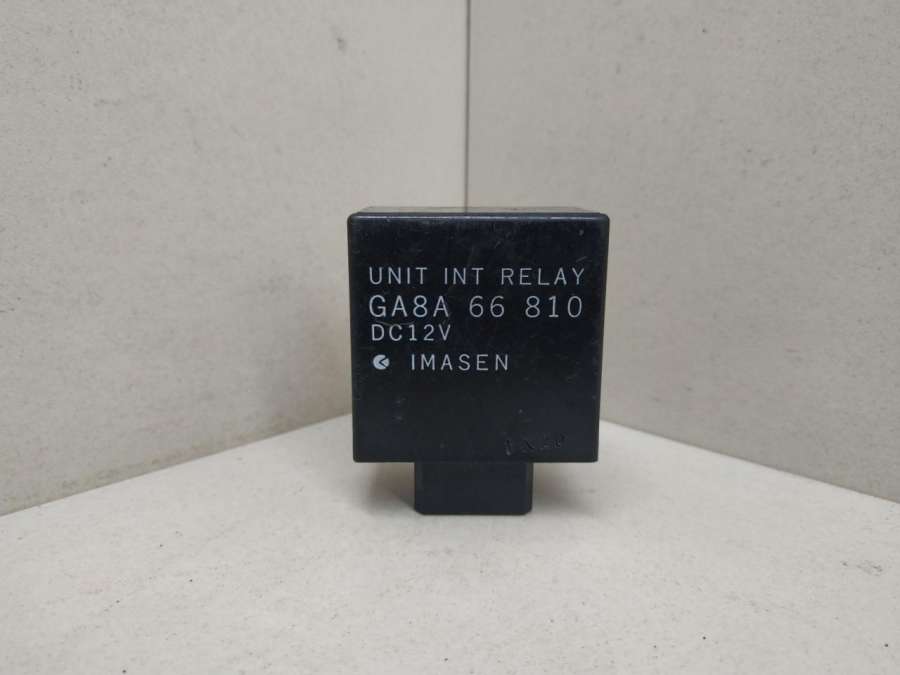 UNIT INT RELAY
GA8A 66 810
DC12V
IMASEN